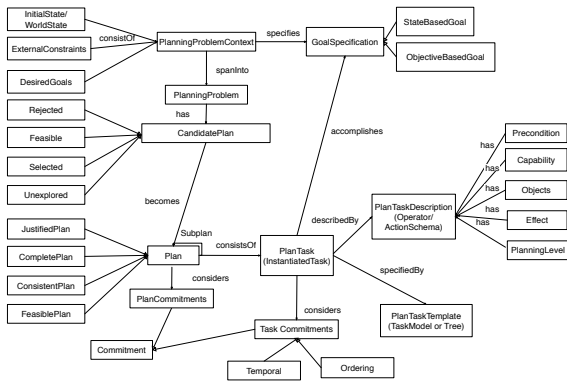 InitialState/
WorldState
ExternalConstraints
DesiredGoals
consistOf
PlanningProblemContext
specifies
GoalSpecification
StateBasedGoal
ObjectiveBasedGoal
spanInto
PlanningProblem
has
CandidatePlan
Rejected
Feasible
Selected
Unexplored
accomplishes
becomes
Precondition
Capability
Objects
Effect
PlanningLevel
has
has
has
has
has
PlanTaskDescription
(Operator/
ActionSchema)
describedBy
JustifiedPlan
CompletePlan
ConsistentPlan
FeasiblePlan
Subplan
Plan
consistsOf
PlanTask
(InstantiatedTask)
specifiedBy
considers
PlanCommitments
considers
PlanTaskTemplate
(TaskModel or Tree)
Task Commitments
Commitment
Temporal
Ordering